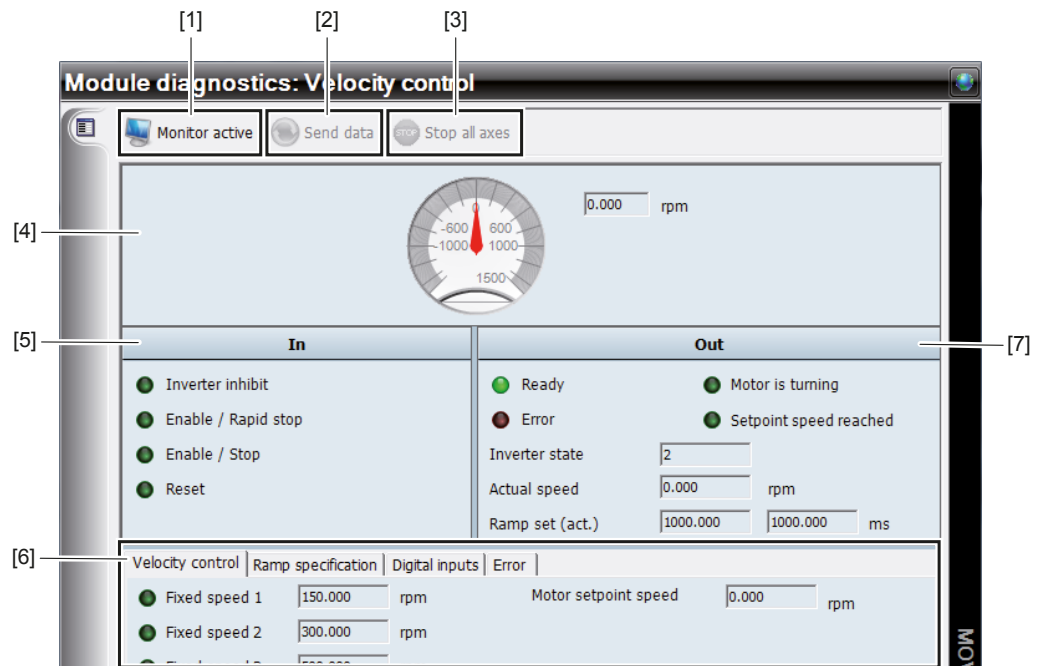 [1] [2] [3]
Module diagnostics: Velocity control
Monitor active Send data STOP Stop all axes
[4]
0.000 rpm
0
-600 600
-1000 1000
1500
[5] In Out [7]
Inverter inhibit
Enable / Rapid stop
Enable / Stop
Reset
Ready Motor is turning
Error Setpoint speed reached
Inverter state 2
Actual speed 0.000 rpm
Ramp set (act.) 1000.000 1000.000 ms
[6] Velocity control Ramp specification Digital inputs Error
Fixed speed 1 150.000 rpm Motor setpoint speed 0.000 rpm
Fixed speed 2 300.000 rpm
MOV